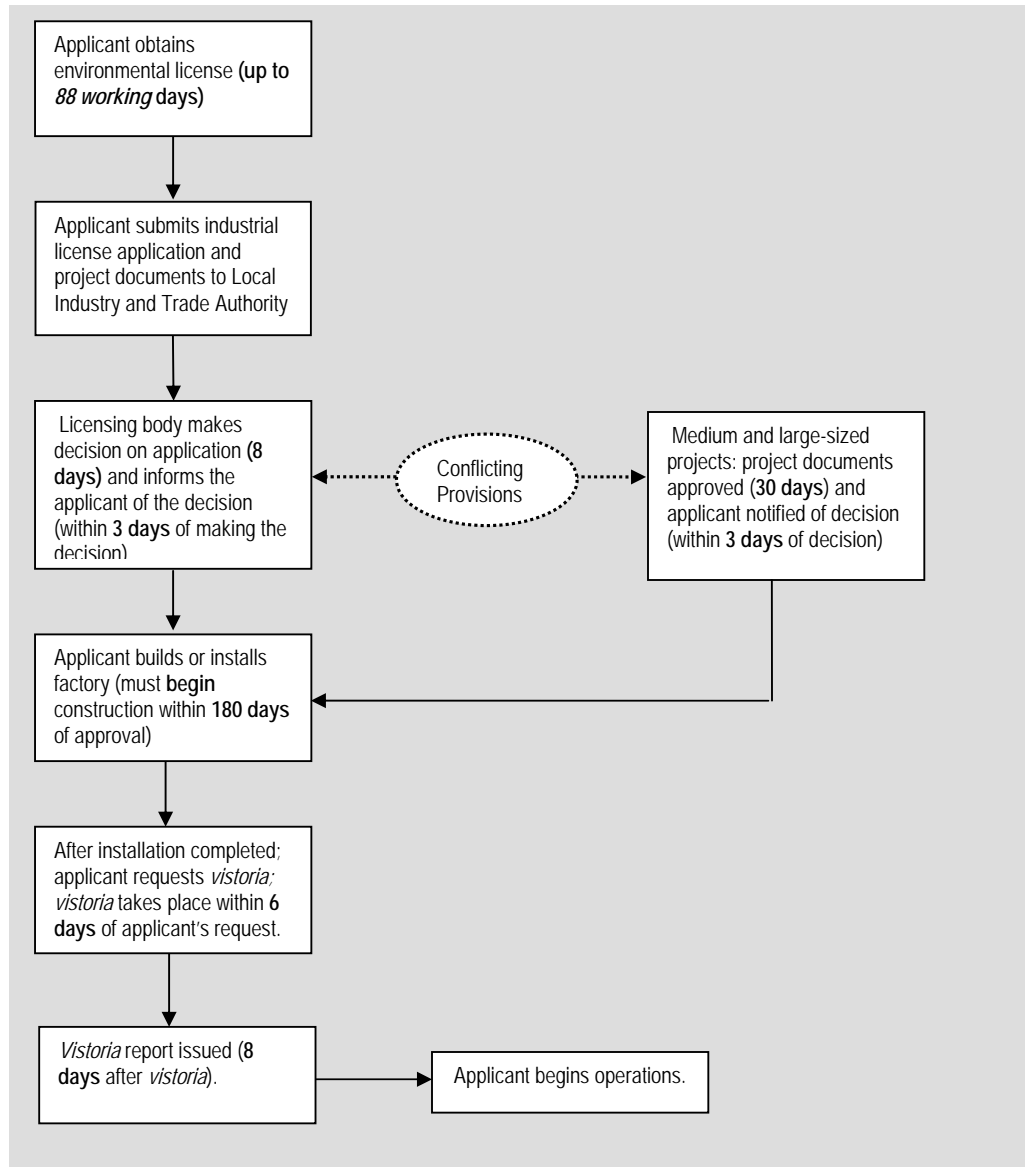 Applicant obtains
environmental license (up to
88 working days)
Applicant submits industrial
license application and
project documents to Local
Industry and Trade Authority
Licensing body makes
decision on application (8
days) and informs the
applicant of the decision
(within 3 days of making the
decision)
Conflicting
Provisions
Medium and large-sized
projects: project documents
approved (30 days) and
applicant notified of decision
(within 3 days of decision)
Applicant builds or installs
factory (must begin
construction within 180 days
of approval)
After installation completed;
applicant requests vistoria;
vistoria takes place within 6
days of applicant's request.
Vistoria report issued (8
days after vistoria).
Applicant begins operations.